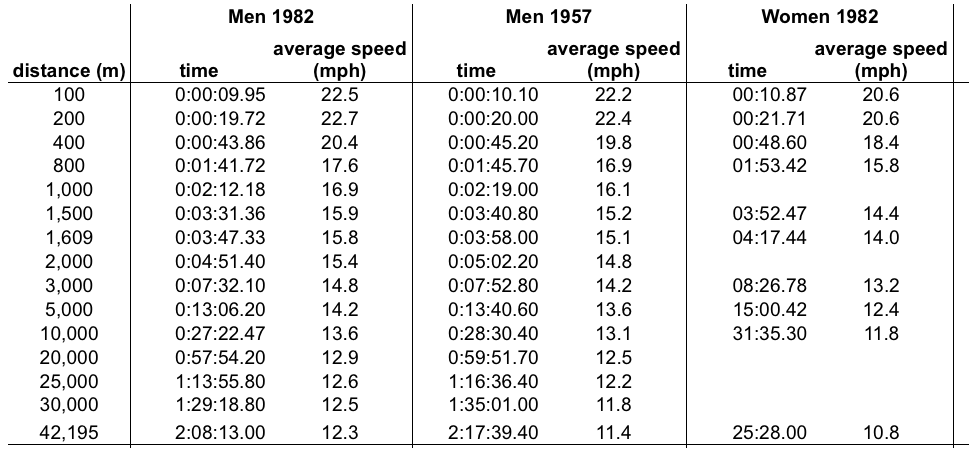 Men 1982 Men 1957 Women 1982
average speed average speed average speed
distance (m) time (mph) time (mph) time (mph)
100 0:00:09.95 22.5 0:00:10.10 22.2 00:10.87 20.6
200 0:00:19.72 22.7 0:00:20.00 22.4 00:21.71 20.6
400 0:00:43.86 20.4 0:00:45.20 19.8 00:48.60 18.4
800 0:01:41.72 17.6 0:01:45.70 16.9 01:53.42 15.8
1,000 0:02:12.18 16.9 0:02:19.00 16.1
1,500 0:03:31.36 15.9 0:03:40.80 15.2 03:52.47 14.4
1,609 0:03:47.33 15.8 0:03:58.00 15.1 04:17.44 14.0
2,000 0:04:51.40 15.4 0:05:02.20 14.8
3,000 0:07:32.10 14.8 0:07:52.80 14.2 08:26.78 13.2
5,000 0:13:06.20 14.2 0:13:40.60 13.6 15:00.42 12.4
10,000 0:27:22.47 13.6 0:28:30.40 13.1 31:35.30 11.8
20,000 0:57:54.20 12.9 0:59:51.70 12.5
25,000 1:13:55.80 12.6 1:16:36.40 12.2
30,000 1:29:18.80 12.5 1:35:01.00 11.8
42,195 2:08:13.00 12.3 2:17:39.40 11.4 25:28.00 10.8